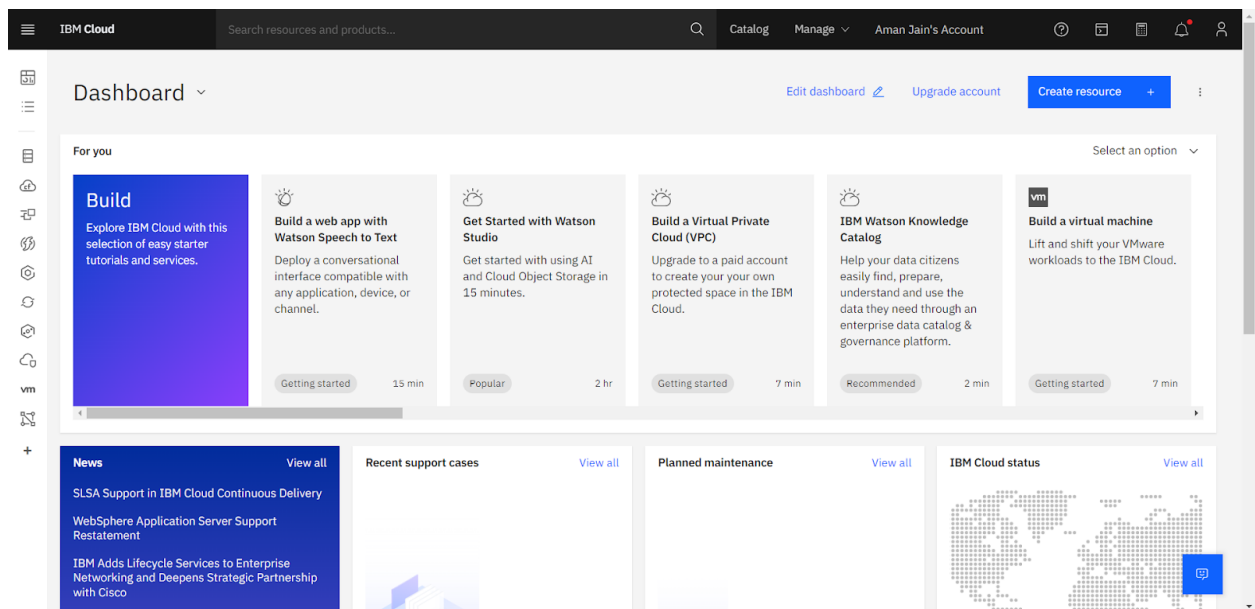 IBM Cloud
Search resources and products...
Catalog
Manage
Aman Jain's Account
Dashboard
Edit dashboard
Upgrade account
Create resource +
For you
Select an option
Build
Explore IBM Cloud with this
selection of easy starter
tutorials and services.
Build a web app with
Watson Speech to Text
Deploy a conversational
interface compatible with
any application, device, or
channel.
Getting started
15 min
Get Started with Watson
Studio
Get started with using AI
and Cloud Object Storage in
15 minutes.
Popular
2 hr
Build a Virtual Private
Cloud (VPC)
Upgrade to a paid account
to create your your own
protected space in the IBM
Cloud.
Getting started
7 min
IBM Watson Knowledge
Catalog
Help your data citizens
easily find, prepare,
understand and use the
data they need through an
enterprise data catalog &
governance platform.
Recommended
2 min
vm
Build a virtual machine
Lift and shift your VMware
workloads to the IBM Cloud.
Getting started
7 min
vm
News
View all
SLSA Support in IBM Cloud Continuous Delivery
WebSphere Application Server Support
Restatement
IBM Adds Lifecycle Services to Enterprise
Networking and Deepens Strategic Partnership
with Cisco
Recent support cases
View all
Planned maintenance
View all
IBM Cloud status
View all